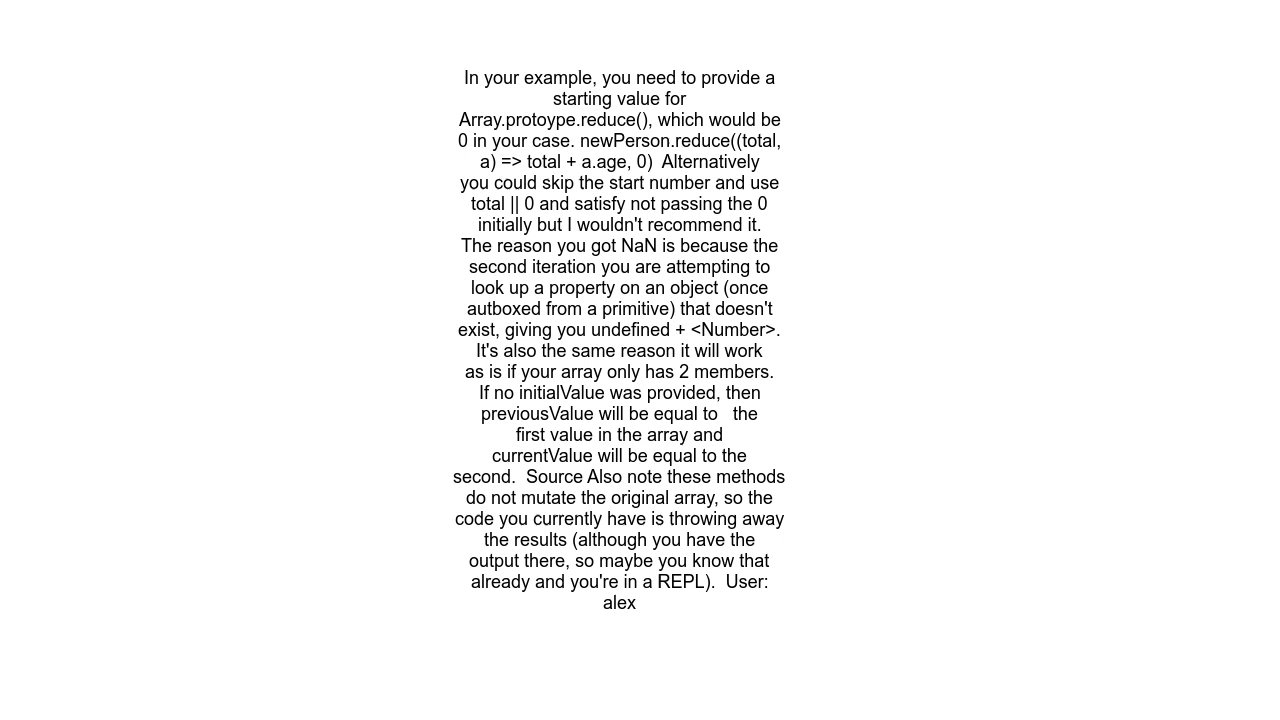 In your example, you need to provide a
starting value for
Array.protoype.reduce(), which would be
0 in your case. newPerson.reduce((total,
a) => total + a.age, 0)  Alternatively
you could skip the start number and use
total || 0 and satisfy not passing the 0
initially but I wouldn't recommend it.
The reason you got NaN is because the
second iteration you are attempting to
look up a property on an object (once
autboxed from a primitive) that doesn't
exist, giving you undefined + <Number>.
It's also the same reason it will work
as is if your array only has 2 members.
If no initialValue was provided, then
previousValue will be equal to   the
first value in the array and
currentValue will be equal to the
second.  Source Also note these methods
do not mutate the original array, so the
code you currently have is throwing away
the results (although you have the
output there, so maybe you know that
already and you're in a REPL).  User:
alex